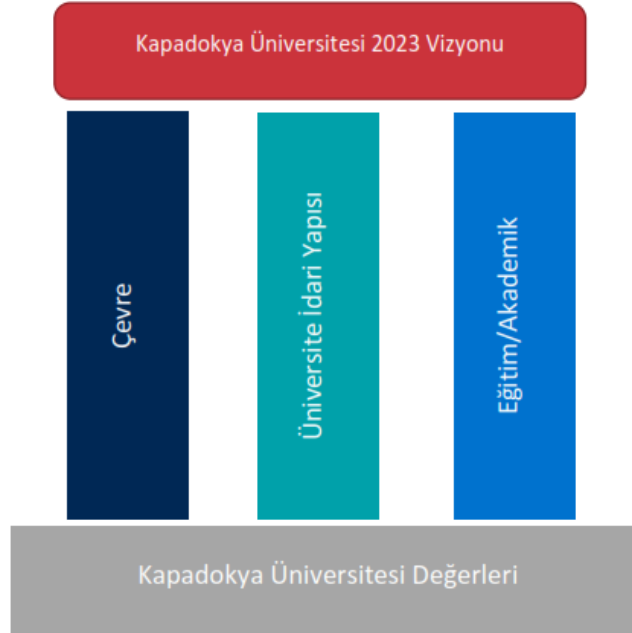 Kapadokya Üniversitesi 2023 Vizyonu
Çevre
Üniversite İdari Yapısı
Eğitim/Akademik
Kapadokya Üniversitesi Değerleri